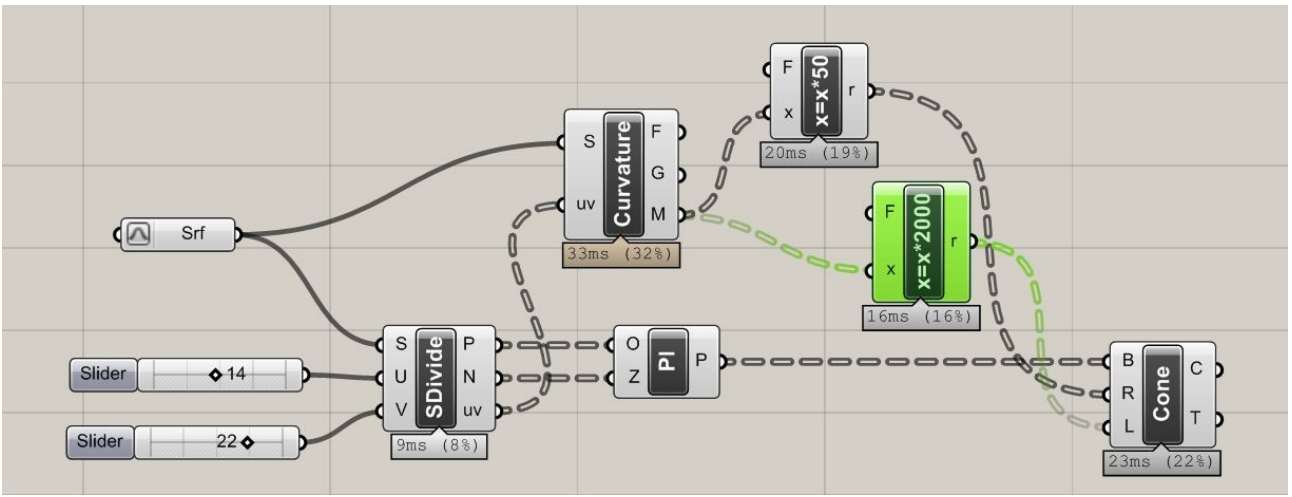 F
x
x=x*50
r
20ms (19%)
S
uv
Curvature
F
G
M
33ms (32%)
F
x
x=x*2000
r
16ms (16%)
Srf
Slider
14
Slider
22
S
U
V
SDivide
P
N
uv
9ms (8%)
O
Z
Pl
P
B
R
L
Cone
C
T
23ms (22%)